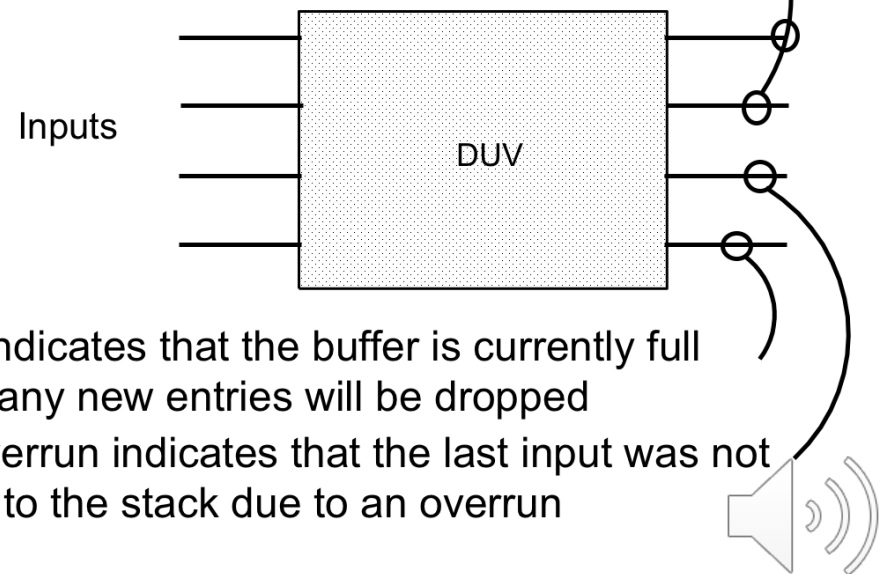 Inputs
DUV
ndicates that the buffer is currently full
any new entries will be dropped
errun indicates that the last input was not
to the stack due to an overrun